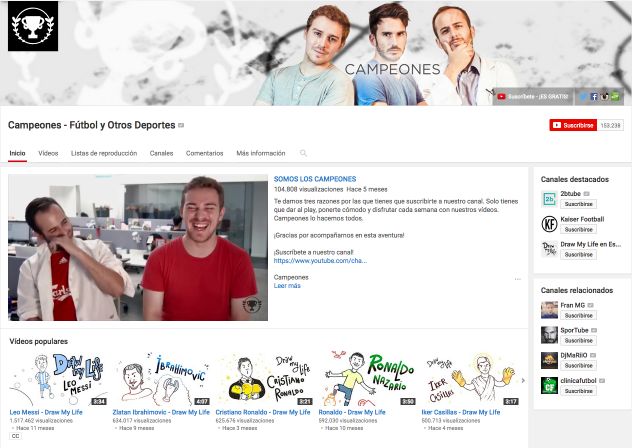 CAMPEONES
Suscríbete - ¡ES GRATIS!
Campeones - Fútbol y Otros Deportes
Suscribirse 153.238
Inicio Vídeos Listas de reproducción Canales Comentarios Más información
SOMOS LOS CAMPEONES
104.808 visualizaciones Hace 5 meses
Te damos tres razones por las que tienes que suscribirte a nuestro canal. Solo tienes
que dar al play, ponerte cómodo y disfrutar cada semana con nuestros vídeos.
Campeones lo hacemos todos.
¡Gracias por acompañarnos en esta aventura!
¡Suscríbete a nuestro canal!
https://www.youtube.com/cha...
Campeones
Leer más
Canales destacados
2b
2btube
Suscribirse
KF
Kaiser Football
Suscribirse
Draw My Life en Es...
Suscribirse
Canales relacionados
Fran MG
Suscribirse
SporTube
Suscribirse
DjMaRiiO
Suscribirse
CF
clinicafutbol
Suscribirse
Vídeos populares
Draw my Life
LEO MESSI
3:34
IBRAHIMOVIC
4:07
Draw my Life
CRISTIANO RONALDO
3:21
RONALDO NAZARIO
3:50
Draw my Life
IKER CASILLAS
3:17
Leo Messi - Draw My Life
1.517.462 visualizaciones
• Hace 11 meses
CC
Zlatan Ibrahimovic - Draw My Life
634.017 visualizaciones
• Hace 9 meses
Cristiano Ronaldo - Draw My Life
625.676 visualizaciones
• Hace 3 meses
Ronaldo - Draw My Life
592.030 visualizaciones
• Hace 10 meses
Iker Casillas - Draw My Life
500.713 visualizaciones
• Hace 4 meses